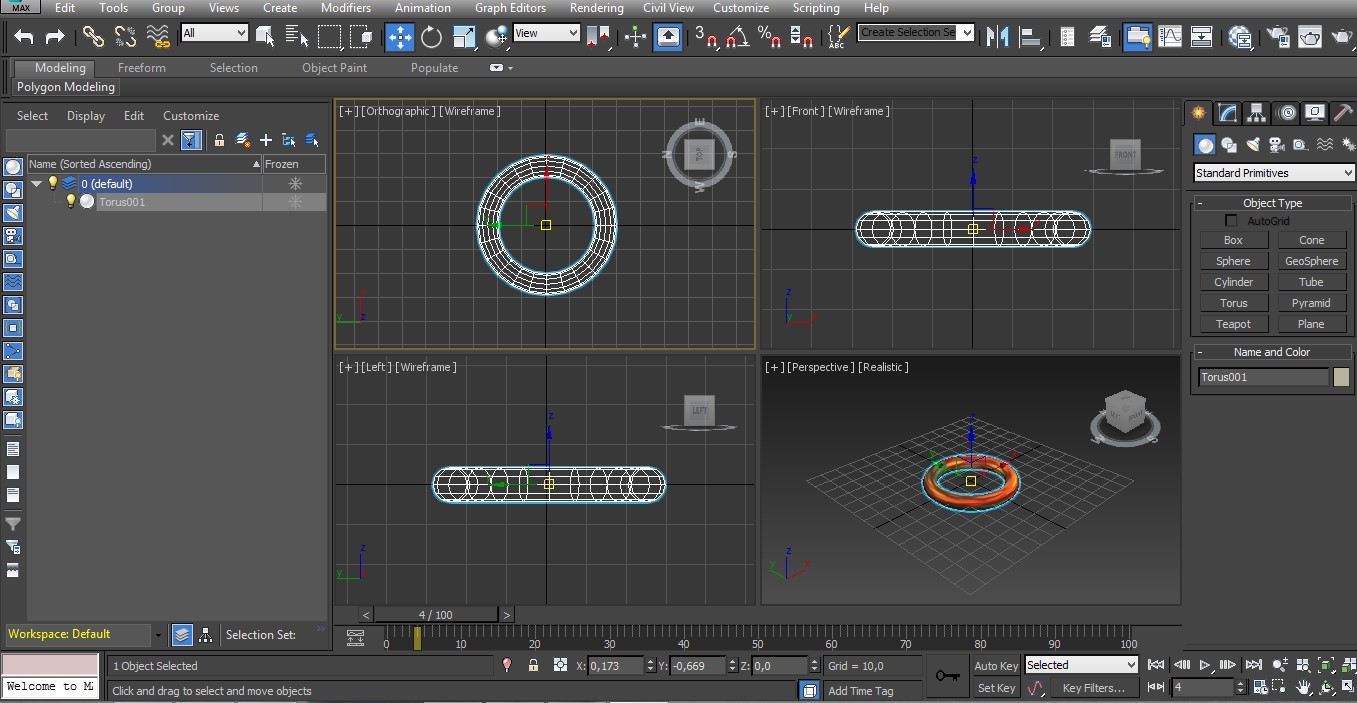 MAX Edit Tools Group Views Create Modifiers Animation Graph Editors Rendering Civil View Customize Scripting Help
All View 3 % ABC Create Selection Se
Modeling Freeform Selection Object Paint Populate
Polygon Modeling
Select Display Edit Customize
Name (Sorted Ascending) Frozen
0 (default)
Torus001
[+][Orthographic][Wireframe]
TOP
N E S W
x y z
[+][Front][Wireframe]
FRONT
z
z y x
[+][Left][Wireframe]
LEFT
z
z y
[+][Perspective][Realistic]
z y x
Standard Primitives
- Object Type
AutoGrid
Box Cone
Sphere GeoSphere
Cylinder Tube
Torus Pyramid
Teapot Plane
- Name and Color
Torus001
< 4 / 100 >
Workspace: Default Selection Set: »
0 10 20 30 40 50 60 70 80 90 100
1 Object Selected X: 0,173 Y: -0,669 Z: 0,0 Grid = 10,0 Auto Key Selected
Welcome to M
Click and drag to select and move objects Add Time Tag Set Key Key Filters... 4